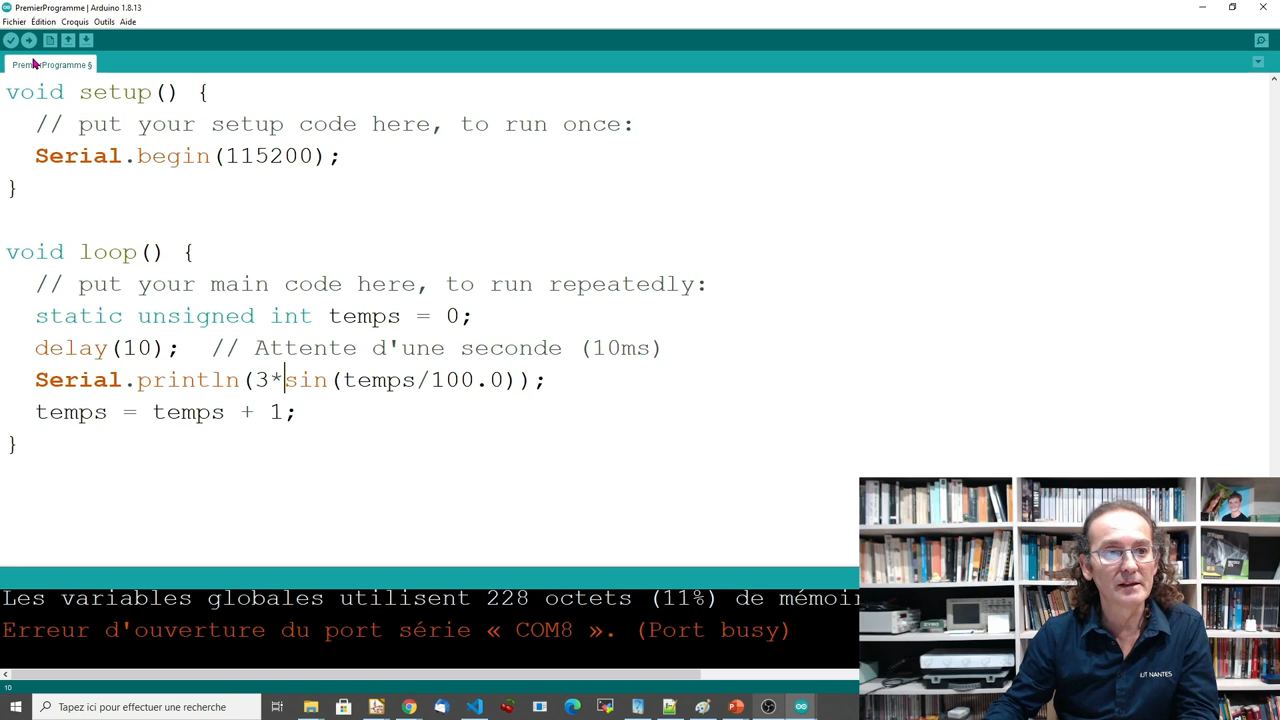 PremierProgramme | Arduino 1.8.13
Fichier Édition Croquis Outils Aide
PremierProgramme §
void setup() {
// put your setup code here, to run once:
Serial.begin(115200);
}
void loop() {
// put your main code here, to run repeatedly:
static unsigned int temps = 0;
delay(10); // Attente d'une seconde (10ms)
Serial.println(3*sin(temps/100.0));
temps = temps + 1;
}
Les variables globales utilisent 228 octets (11%) de mémoir
Erreur d'ouverture du port série « COM8 ». (Port busy)
IUT NANTES
10
Tapez ici pour effectuer une recherche